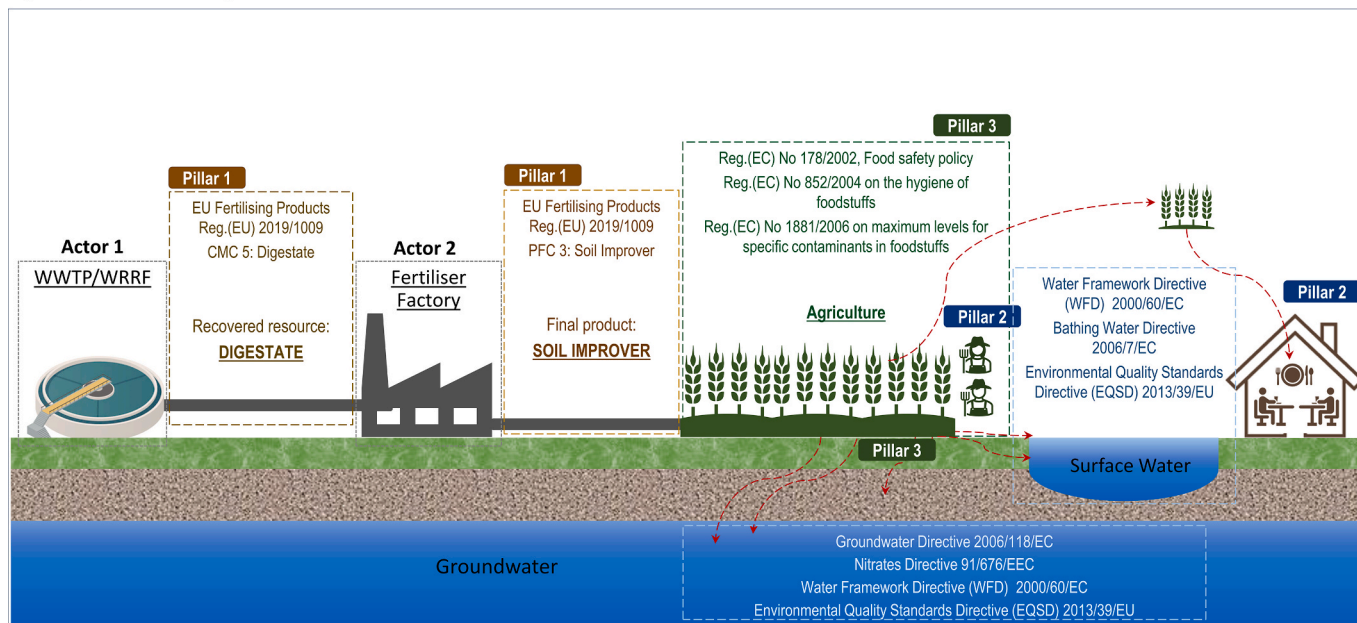 Actor 1
WWTP/WRRF
Pillar 1
EU Fertilising Products
Reg.(EU) 2019/1009
CMC 5: Digestate
Recovered resource:
DIGESTATE
Actor 2
Fertiliser
Factory
Pillar 1
EU Fertilising Products
Reg.(EU) 2019/1009
PFC 3: Soil Improver
Final product:
SOIL IMPROVER
Pillar 3
Reg.(EC) No 178/2002, Food safety policy
Reg.(EC) No 852/2004 on the hygiene of
foodstuffs
Reg.(EC) No 1881/2006 on maximum levels for
specific contaminants in foodstuffs
Agriculture
Pillar 2
Water Framework Directive
(WFD) 2000/60/EC
Bathing Water Directive
2006/7/EC
Environmental Quality Standards
Directive (EQSD) 2013/39/EU
Pillar 2
Pillar 3
Surface Water
Groundwater
Groundwater Directive 2006/118/EC
Nitrates Directive 91/676/EEC
Water Framework Directive (WFD) 2000/60/EC
Environmental Quality Standards Directive (EQSD) 2013/39/EU